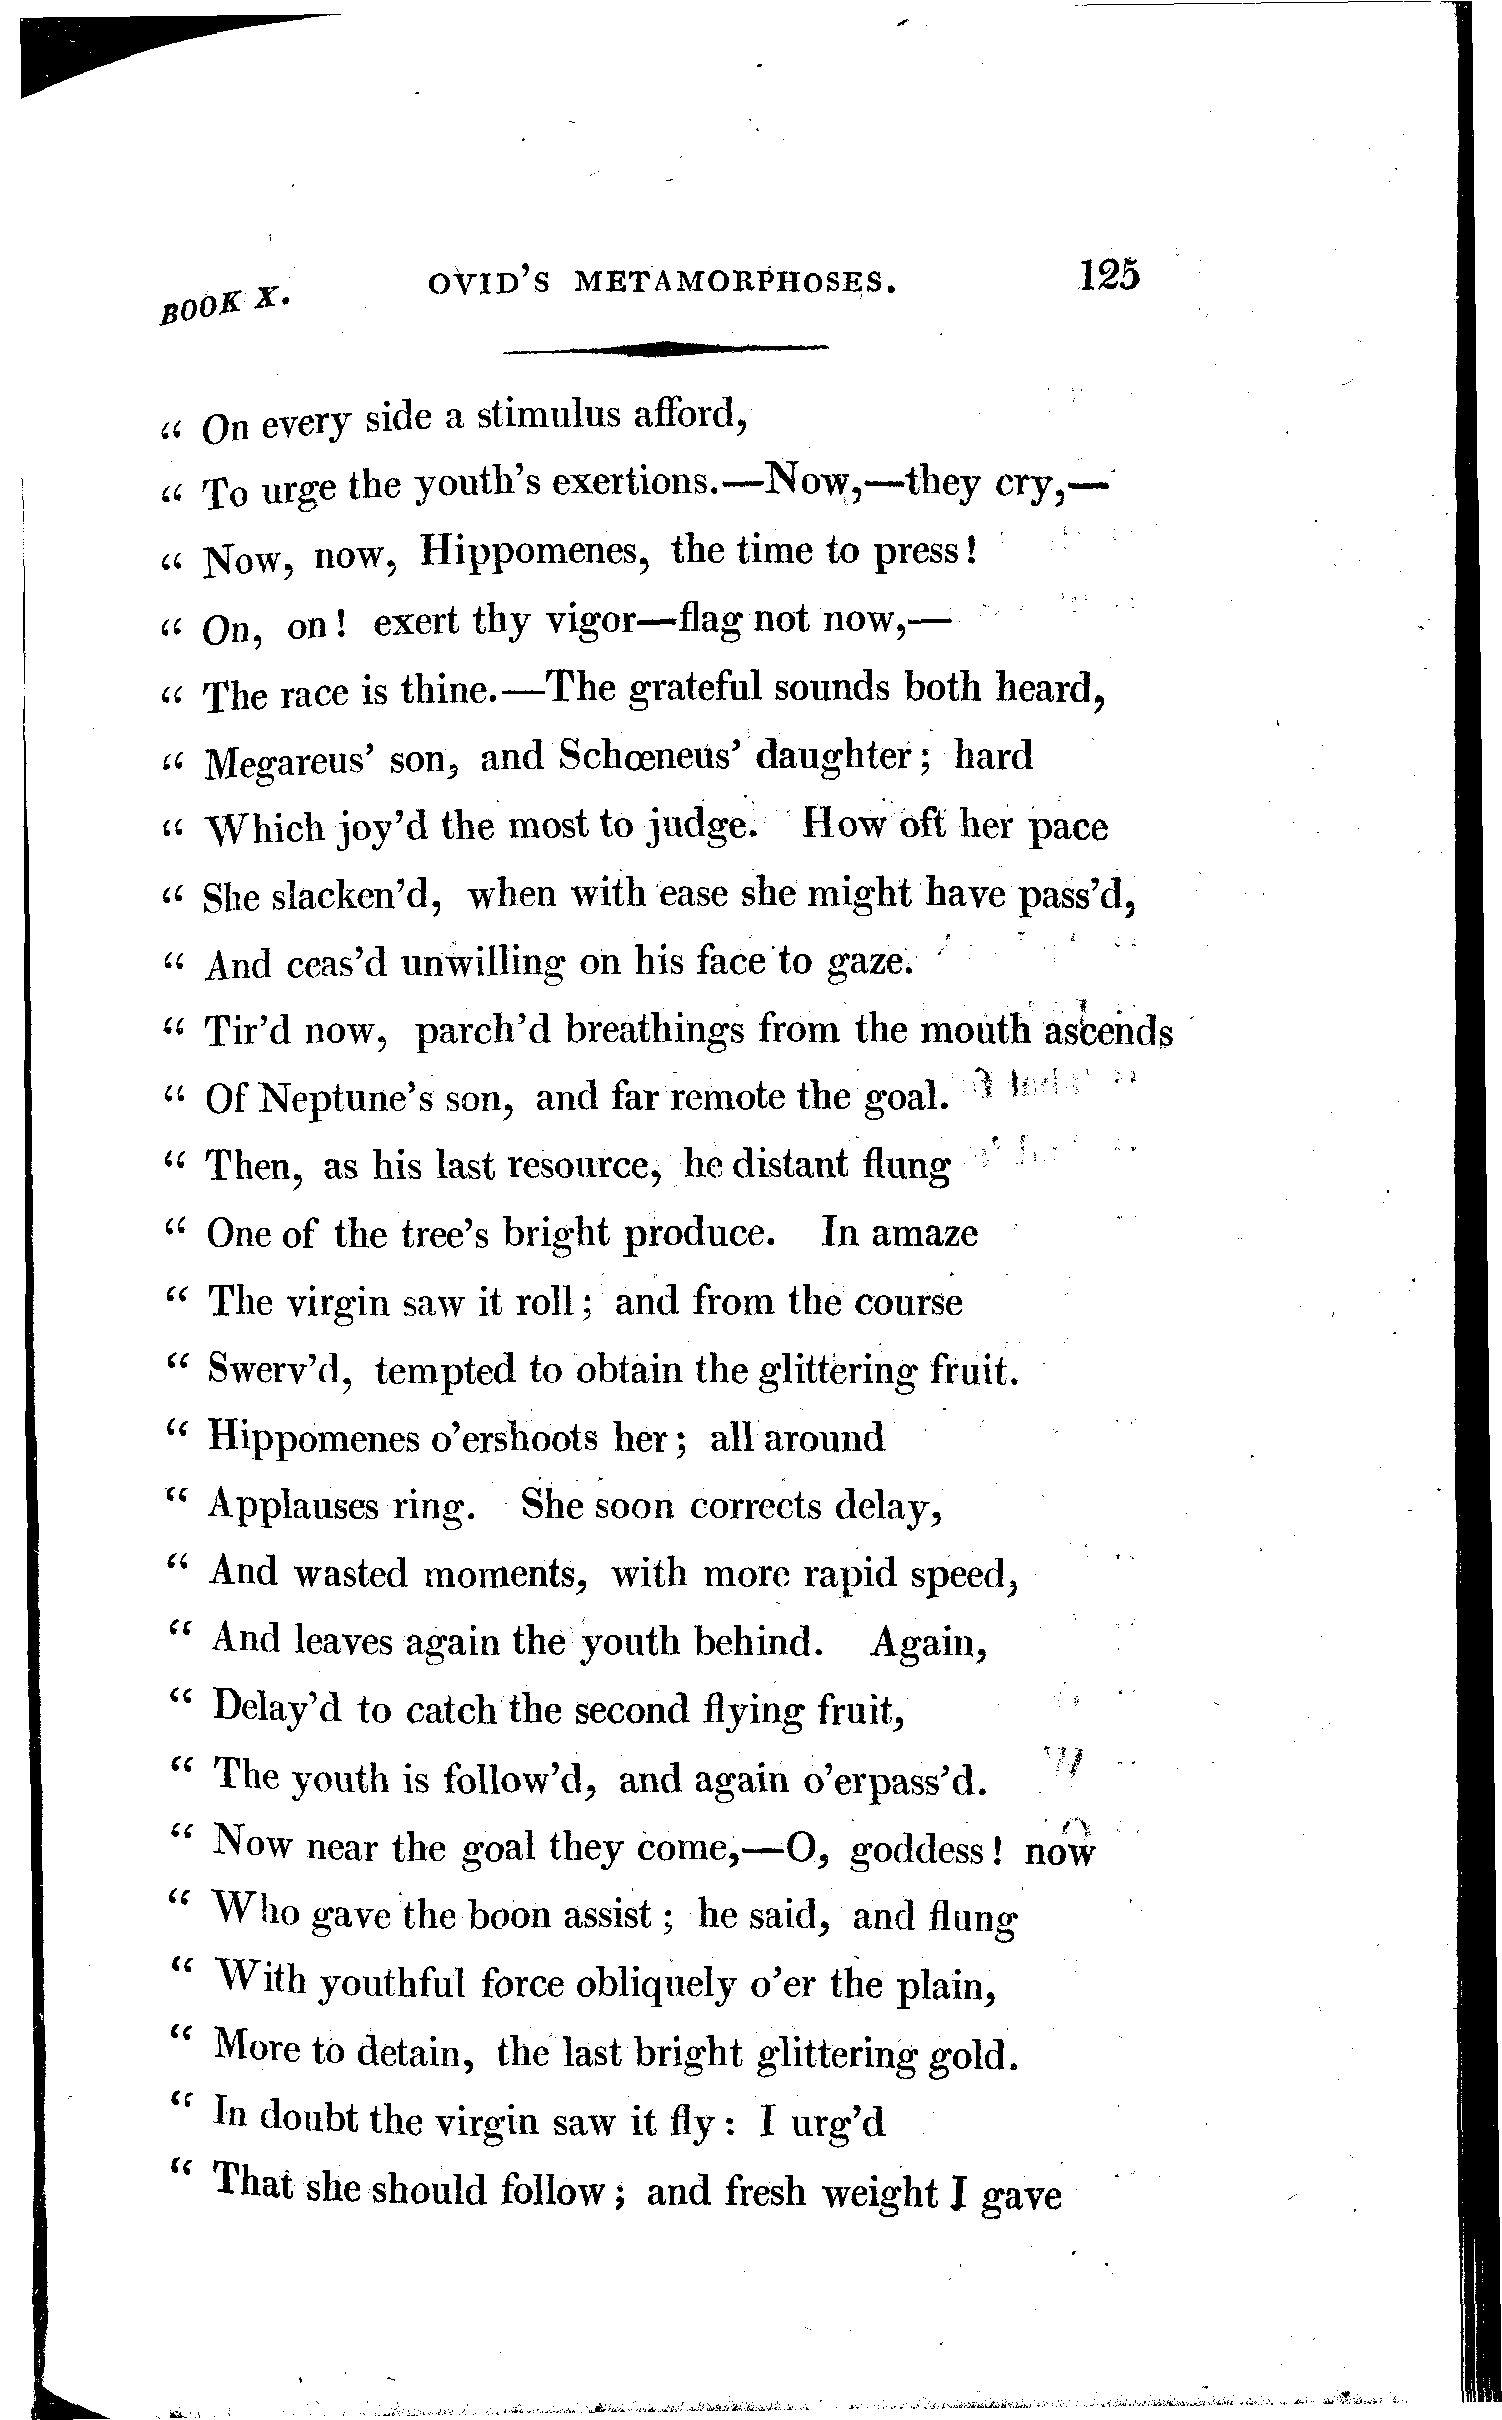 BOOK X. OVID'S METAMORPHOSES. 125
“ On every side a stimulus afford,
“ To urge the youth's exertions.—Now,—they cry,—
“ Now, now, Hippomenes, the time to press!
“ On, on! exert thy vigor—flag not now,—
“ The race is thine.—The grateful sounds both heard,
“ Megareus' son, and Schœneus' daughter; hard
“ Which joy'd the most to judge. How oft her pace
“ She slacken'd, when with ease she might have pass'd,
“ And ceas'd unwilling on his face to gaze.
“ Tir'd now, parch'd breathings from the mouth ascends
“ Of Neptune's son, and far remote the goal.
“ Then, as his last resource, he distant flung
“ One of the tree's bright produce. In amaze
“ The virgin saw it roll; and from the course
“ Swerv'd, tempted to obtain the glittering fruit.
“ Hippomenes o'ershoots her; all around
“ Applauses ring. She soon corrects delay,
“ And wasted moments, with more rapid speed,
“ And leaves again the youth behind. Again,
“ Delay'd to catch the second flying fruit,
“ The youth is follow'd, and again o'erpass'd.
“ Now near the goal they come,—O, goddess! now
“ Who gave the boon assist; he said, and flung
“ With youthful force obliquely o'er the plain,
“ More to detain, the last bright glittering gold.
“ In doubt the virgin saw it fly: I urg'd
“ That she should follow; and fresh weight I gave